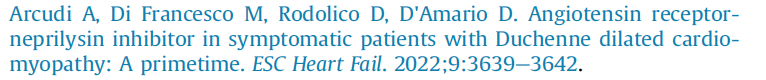 Arcudi A, Di Francesco M, Rodolico D, D'Amario D. Angiotensin receptor-
neprilysin inhibitor in symptomatic patients with Duchenne dilated cardio-
myopathy: A primetime. ESC Heart Fail. 2022;9:3639–3642.